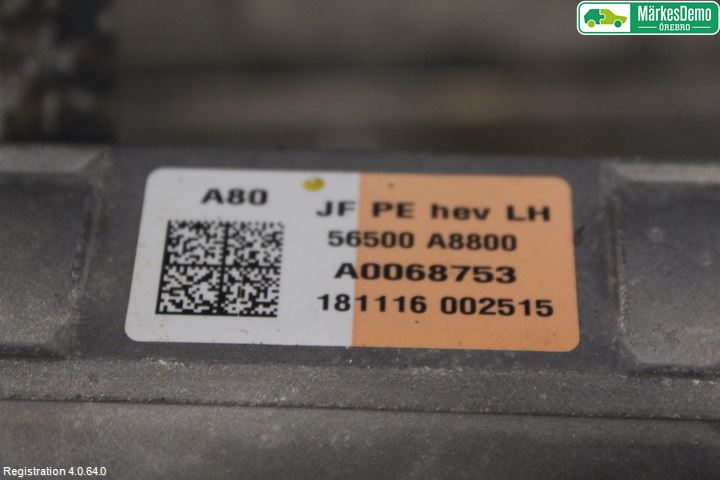 MärkesDemo
ÖREBRO
A80 JF PE hev LH
56500 A8800
A0068753
181116 002515
Registration 4.0.64.0